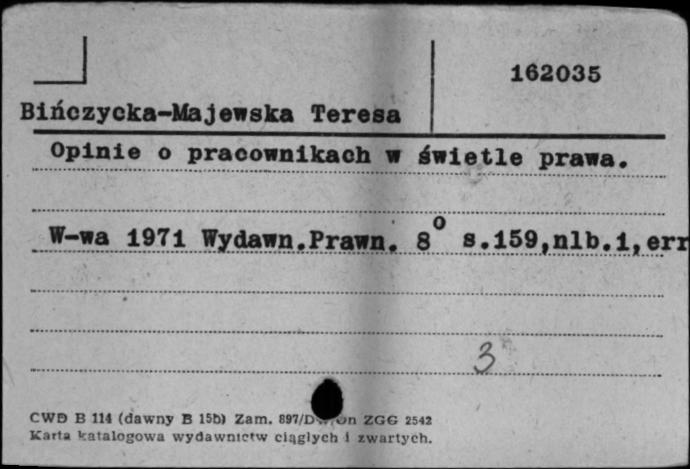 162035
Bińczycka-Majewska Teresa
Opinie o pracownikach w świetle prawa.
W-wa 1971 Wydawn.Prawn. 8° s.159,nlb.1,err
3
CWD B 114 (dawny B 15b) Zam. ZGG 2542
Karta katalogowa wydawnictw ciągłych i zwartych.